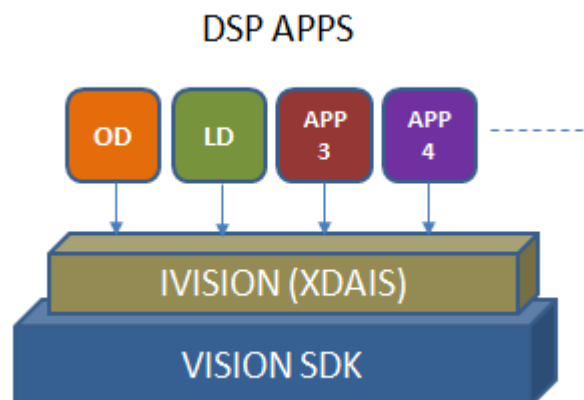 DSP APPS
OD
LD
APP
3
APP
4
IVISION (XDAIS)
VISION SDK